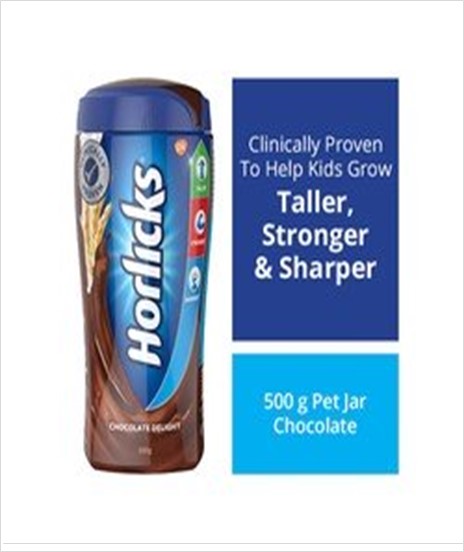 Horlicks
CHOCOLATE DELIGHT
Clinically Proven
To Help Kids Grow
Taller,
Stronger
& Sharper
500 g Pet Jar
Chocolate